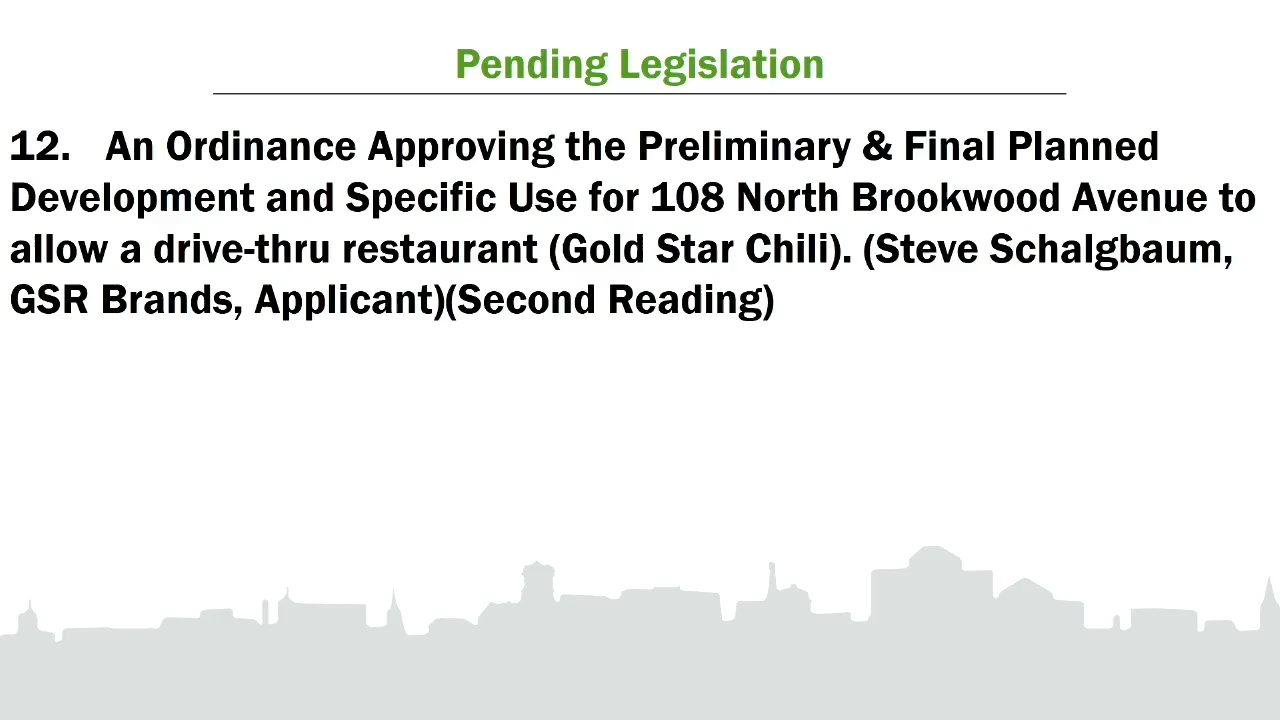 Pending Legislation
12. An Ordinance Approving the Preliminary & Final Planned
Development and Specific Use for 108 North Brookwood Avenue to
allow a drive-thru restaurant (Gold Star Chili). (Steve Schalgbaum,
GSR Brands, Applicant)(Second Reading)